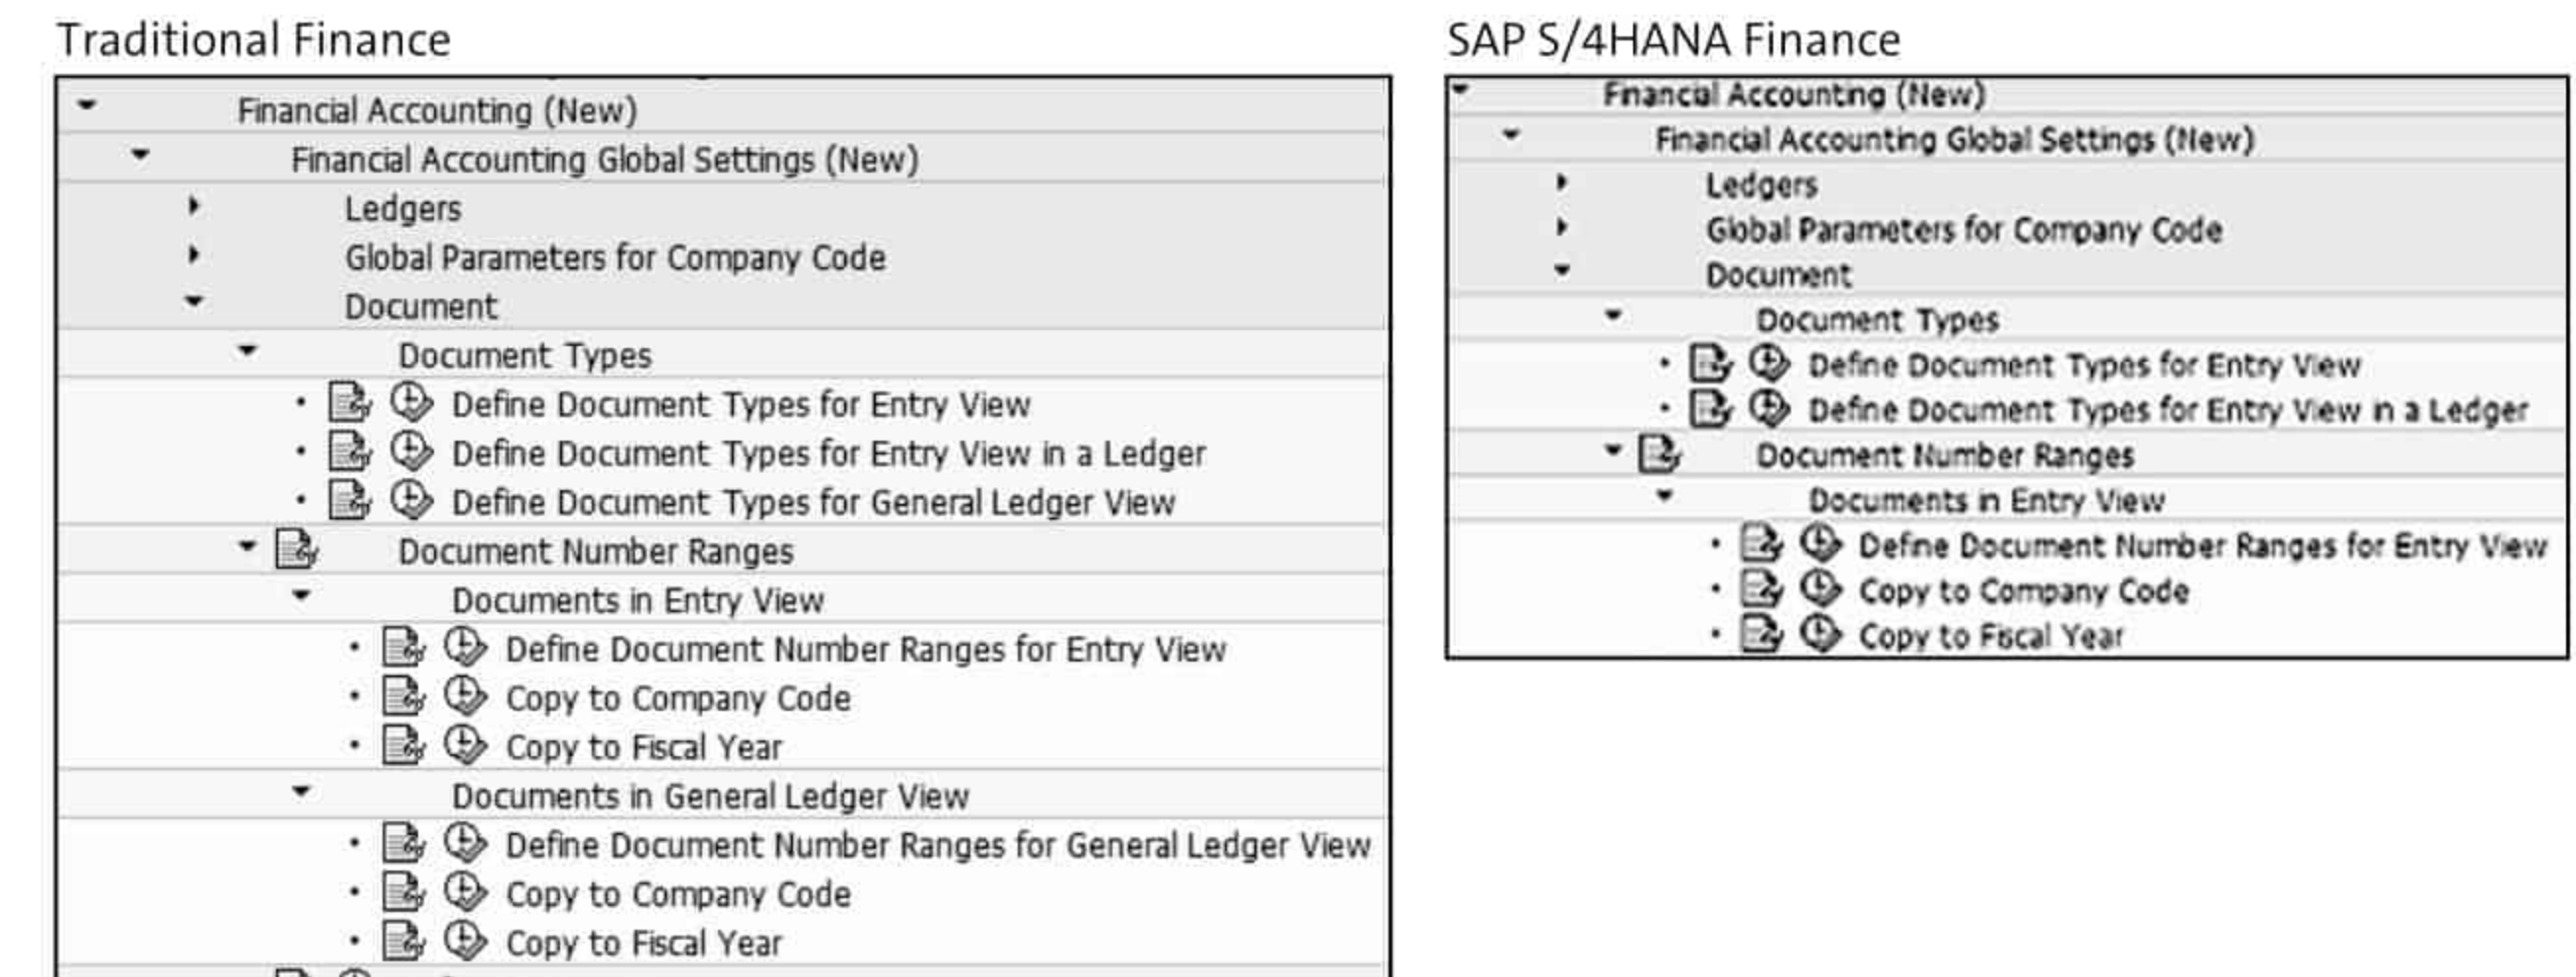 Traditional Finance
Financial Accounting (New)
Financial Accounting Global Settings (New)
Ledgers
Global Parameters for Company Code
Document
Document Types
Define Document Types for Entry View
Define Document Types for Entry View in a Ledger
Define Document Types for General Ledger View
Document Number Ranges
Documents in Entry View
Define Document Number Ranges for Entry View
Copy to Company Code
Copy to Fiscal Year
Documents in General Ledger View
Define Document Number Ranges for General Ledger View
Copy to Company Code
Copy to Fiscal Year
SAP S/4HANA Finance
Financial Accounting (New)
Financial Accounting Global Settings (New)
Ledgers
Global Parameters for Company Code
Document
Document Types
Define Document Types for Entry View
Define Document Types for Entry View in a Ledger
Document Number Ranges
Documents in Entry View
Define Document Number Ranges for Entry View
Copy to Company Code
Copy to Fiscal Year